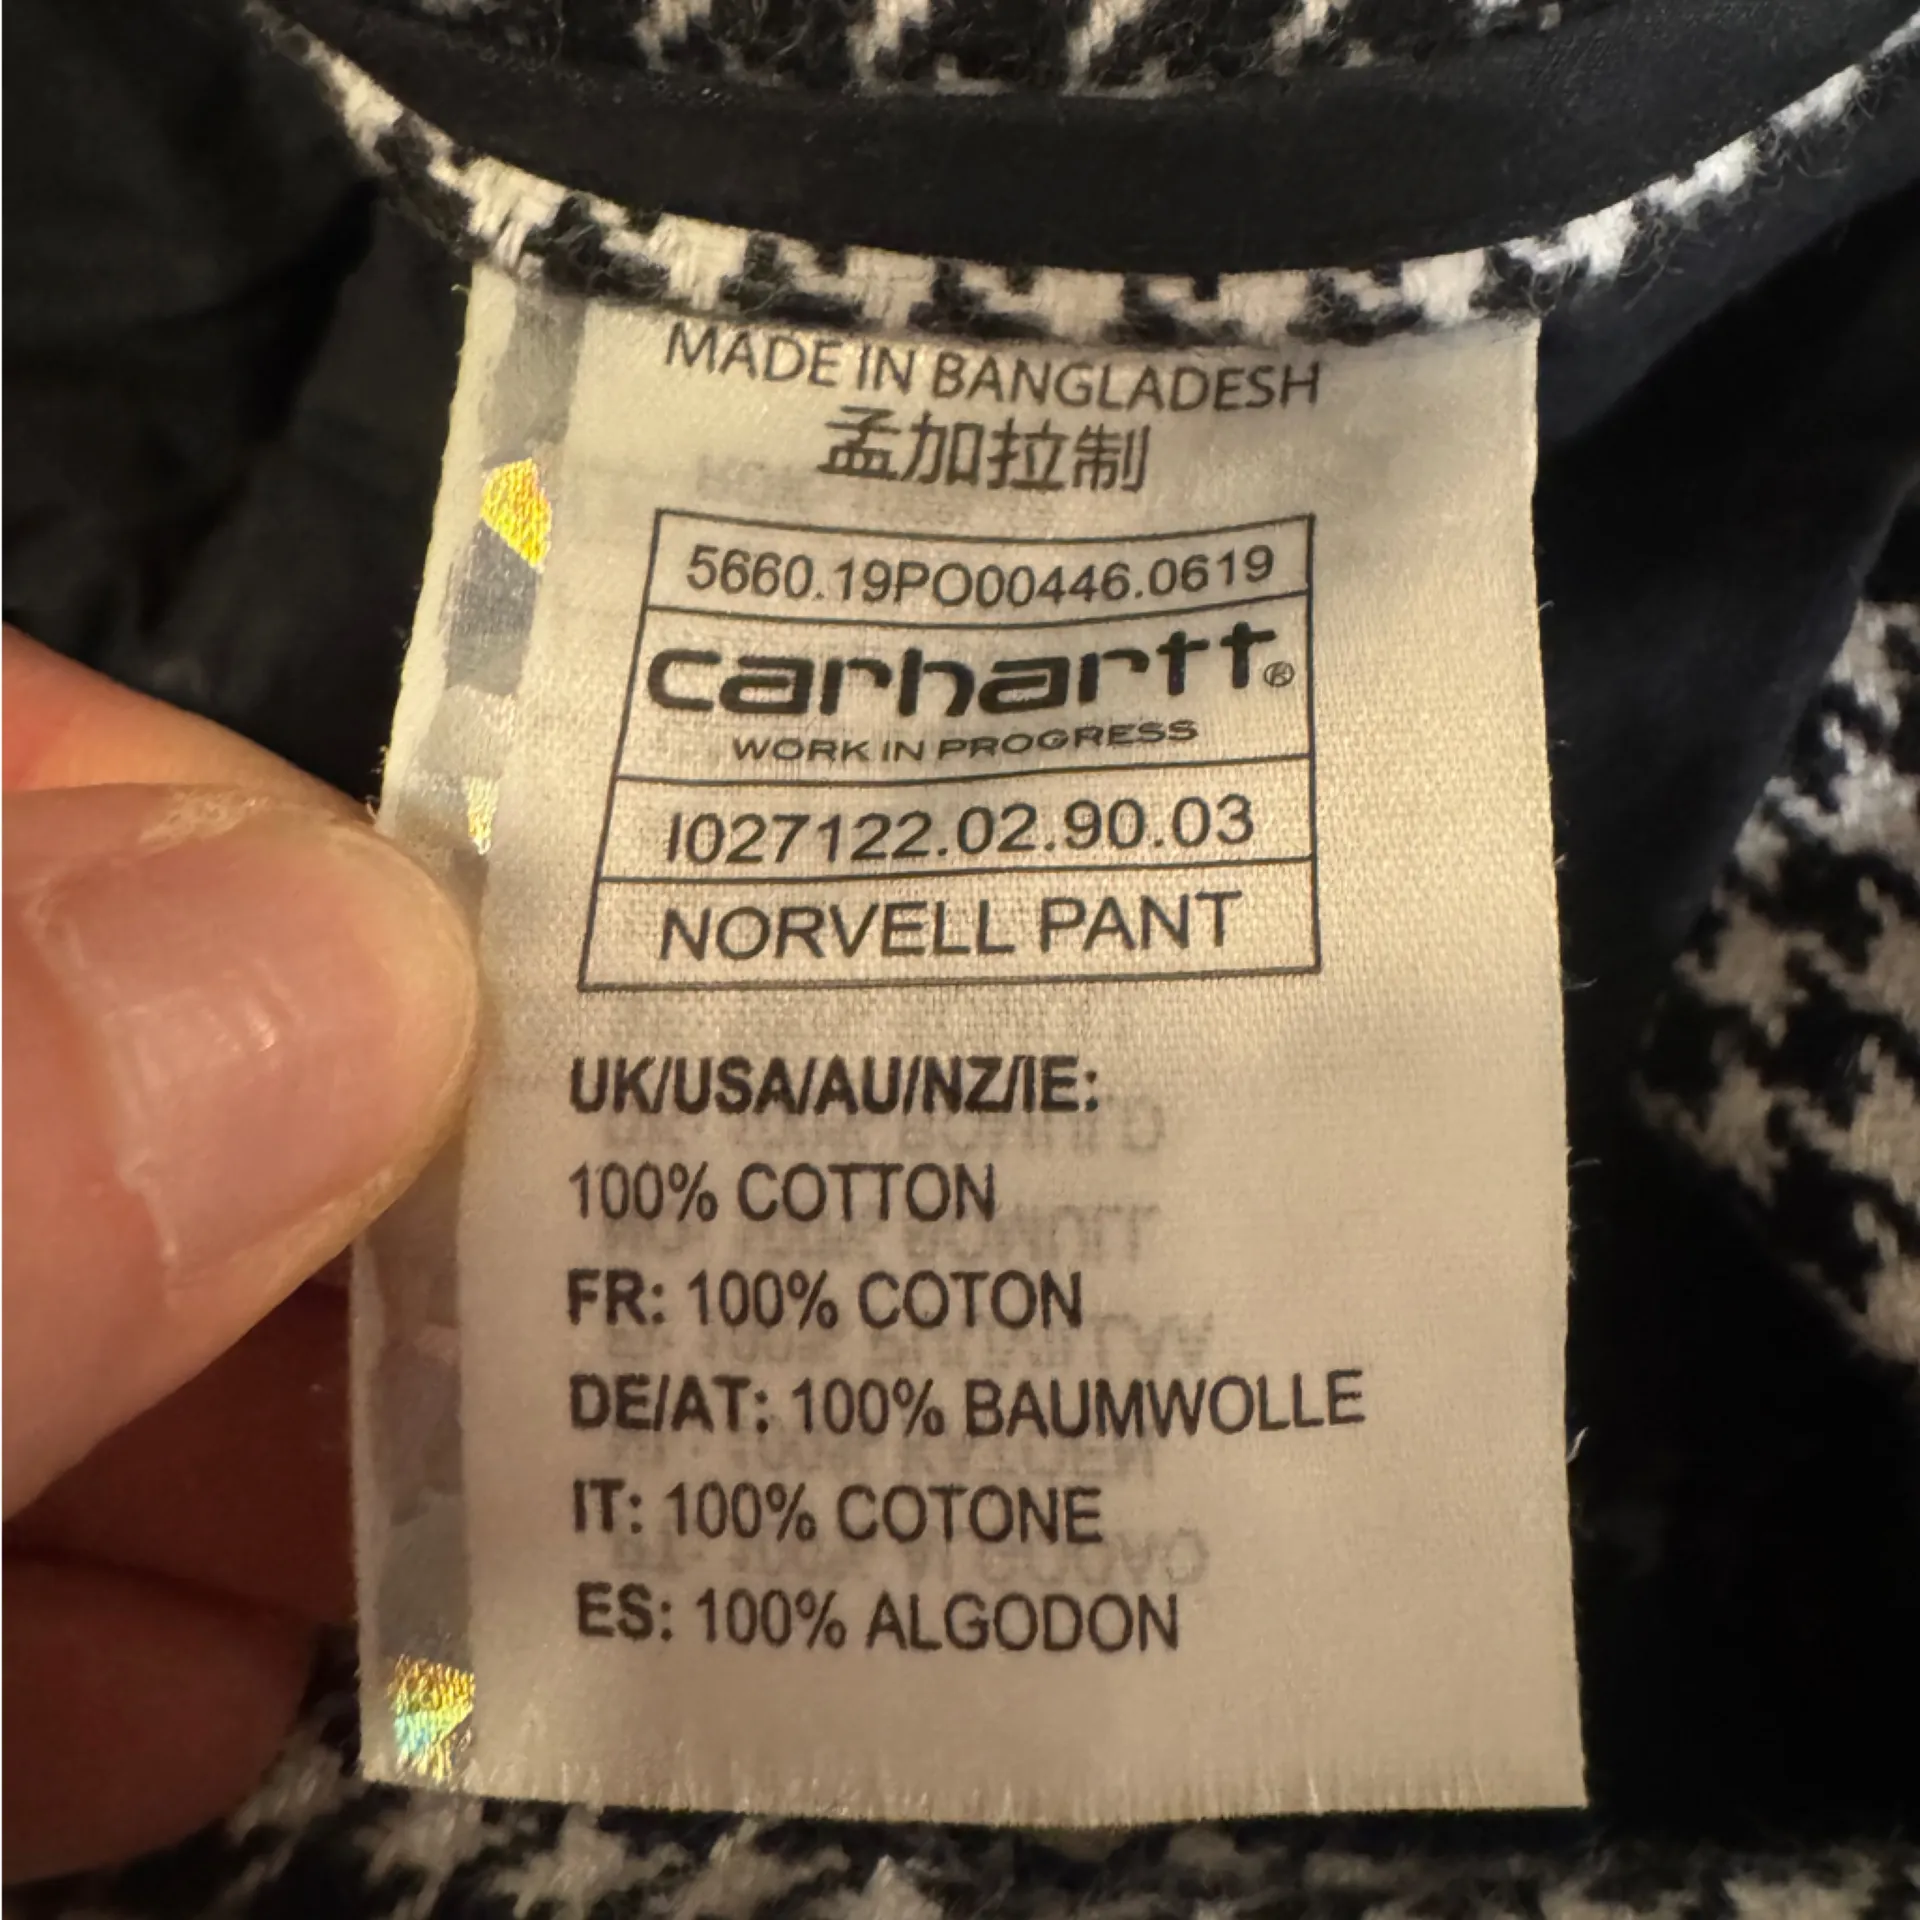 MADE IN BANGLADESH
孟加拉制
5660.19PO00446.0619
carhartt®
WORK IN PROGRESS
I027122.02.90.03
NORVELL PANT
UK/USA/AU/NZ/IE:
100% COTTON
FR: 100% COTON
DE/AT: 100% BAUMWOLLE
IT: 100% COTONE
ES: 100% ALGODON